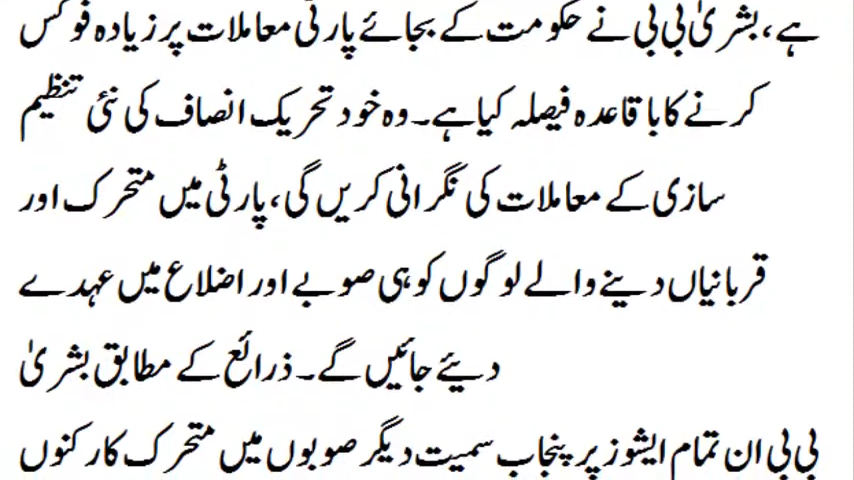 ہے، بشریٰ بی بی نے حکومت کے بجائے پارٹی معاملات پر زیادہ فوکس
کرنے کا باقاعدہ فیصلہ کیا ہے۔ وہ خود تحریک انصاف کی نئی تنظیم
سازی کے معاملات کی نگرانی کریں گی، پارٹی میں متحرک اور
قربانیاں دینے والے لوگوں کو ہی صوبے اور اضلاع میں عہدے
دیئے جائیں گے۔ ذرائع کے مطابق بشریٰ
بی بی ان تمام ایشوز پر پنجاب سمیت دیگر صوبوں میں متحرک کارکنوں